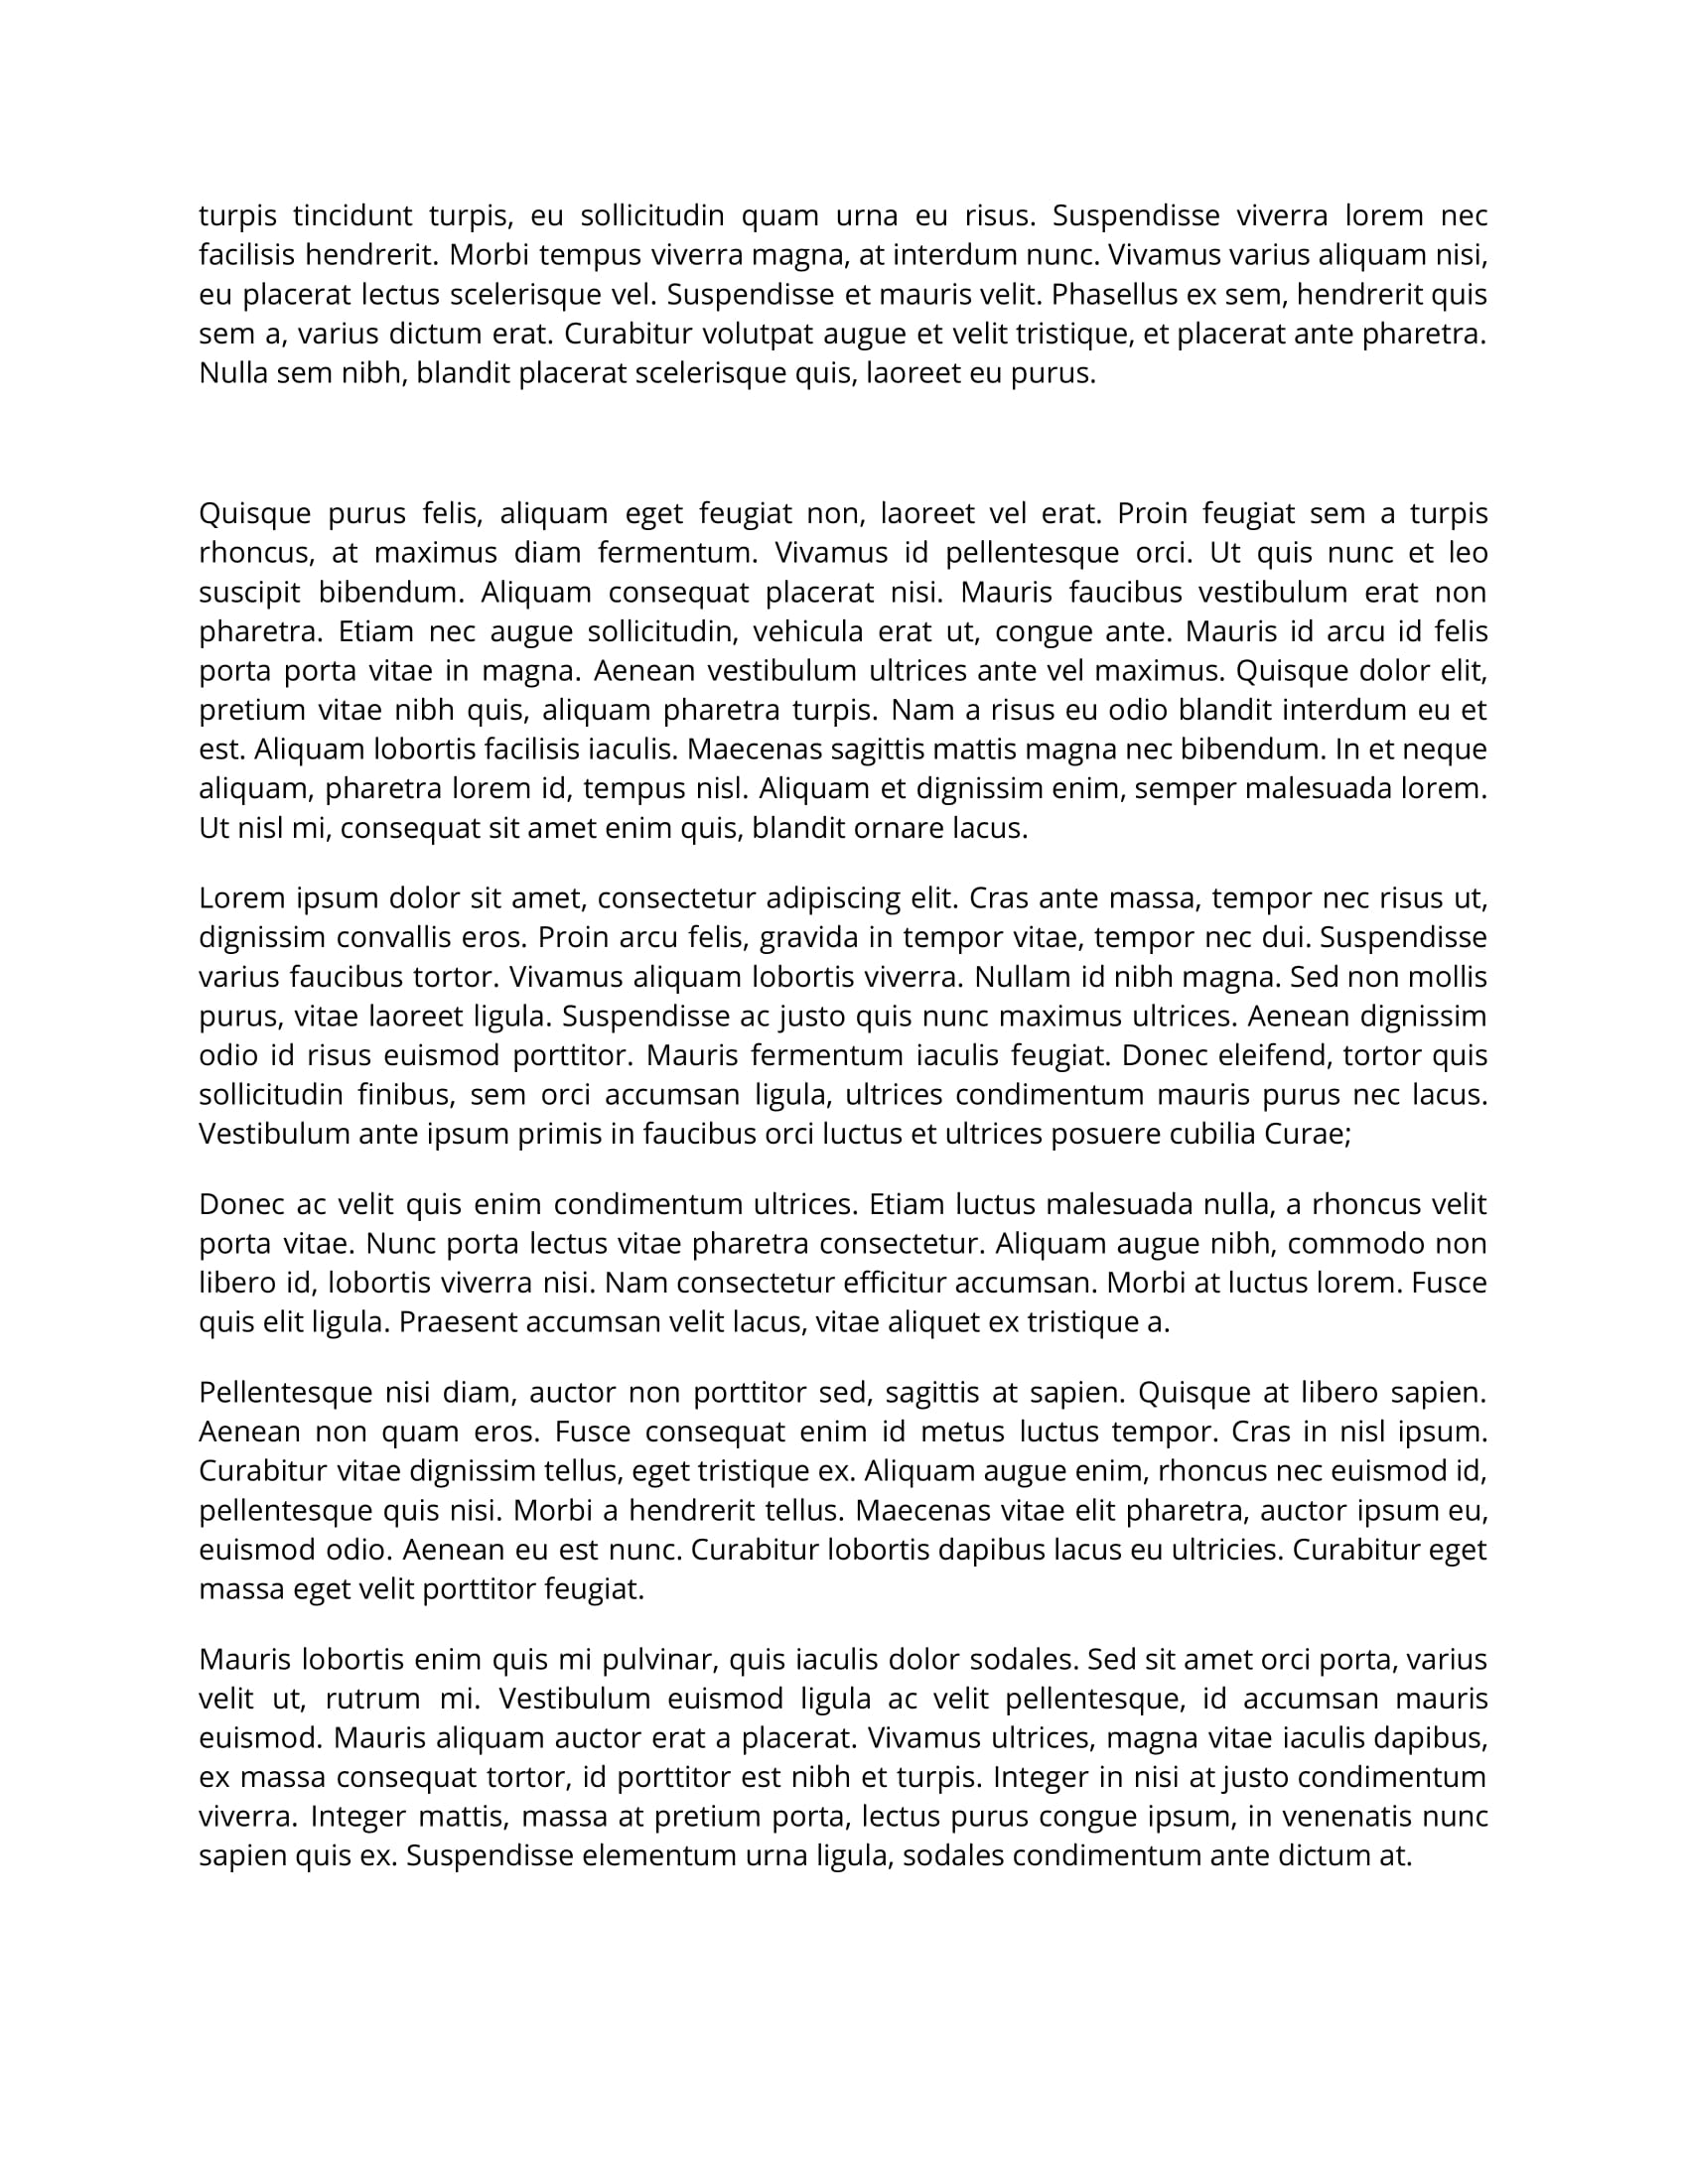 turpis tincidunt turpis, eu sollicitudin quam urna eu risus. Suspendisse viverra lorem nec
facilisis hendrerit. Morbi tempus viverra magna, at interdum nunc. Vivamus varius aliquam nisi,
eu placerat lectus scelerisque vel. Suspendisse et mauris velit. Phasellus ex sem, hendrerit quis
sem a, varius dictum erat. Curabitur volutpat augue et velit tristique, et placerat ante pharetra.
Nulla sem nibh, blandit placerat scelerisque quis, laoreet eu purus.
Quisque purus felis, aliquam eget feugiat non, laoreet vel erat. Proin feugiat sem a turpis
rhoncus, at maximus diam fermentum. Vivamus id pellentesque orci. Ut quis nunc et leo
suscipit bibendum. Aliquam consequat placerat nisi. Mauris faucibus vestibulum erat non
pharetra. Etiam nec augue sollicitudin, vehicula erat ut, congue ante. Mauris id arcu id felis
porta porta vitae in magna. Aenean vestibulum ultrices ante vel maximus. Quisque dolor elit,
pretium vitae nibh quis, aliquam pharetra turpis. Nam a risus eu odio blandit interdum eu et
est. Aliquam lobortis facilisis iaculis. Maecenas sagittis mattis magna nec bibendum. In et neque
aliquam, pharetra lorem id, tempus nisl. Aliquam et dignissim enim, semper malesuada lorem.
Ut nisl mi, consequat sit amet enim quis, blandit ornare lacus.
Lorem ipsum dolor sit amet, consectetur adipiscing elit. Cras ante massa, tempor nec risus ut,
dignissim convallis eros. Proin arcu felis, gravida in tempor vitae, tempor nec dui. Suspendisse
varius faucibus tortor. Vivamus aliquam lobortis viverra. Nullam id nibh magna. Sed non mollis
purus, vitae laoreet ligula. Suspendisse ac justo quis nunc maximus ultrices. Aenean dignissim
odio id risus euismod porttitor. Mauris fermentum iaculis feugiat. Donec eleifend, tortor quis
sollicitudin finibus, sem orci accumsan ligula, ultrices condimentum mauris purus nec lacus.
Vestibulum ante ipsum primis in faucibus orci luctus et ultrices posuere cubilia Curae;
Donec ac velit quis enim condimentum ultrices. Etiam luctus malesuada nulla, a rhoncus velit
porta vitae. Nunc porta lectus vitae pharetra consectetur. Aliquam augue nibh, commodo non
libero id, lobortis viverra nisi. Nam consectetur efficitur accumsan. Morbi at luctus lorem. Fusce
quis elit ligula. Praesent accumsan velit lacus, vitae aliquet ex tristique a.
Pellentesque nisi diam, auctor non porttitor sed, sagittis at sapien. Quisque at libero sapien.
Aenean non quam eros. Fusce consequat enim id metus luctus tempor. Cras in nisl ipsum.
Curabitur vitae dignissim tellus, eget tristique ex. Aliquam augue enim, rhoncus nec euismod id,
pellentesque quis nisi. Morbi a hendrerit tellus. Maecenas vitae elit pharetra, auctor ipsum eu,
euismod odio. Aenean eu est nunc. Curabitur lobortis dapibus lacus eu ultricies. Curabitur eget
massa eget velit porttitor feugiat.
Mauris lobortis enim quis mi pulvinar, quis iaculis dolor sodales. Sed sit amet orci porta, varius
velit ut, rutrum mi. Vestibulum euismod ligula ac velit pellentesque, id accumsan mauris
euismod. Mauris aliquam auctor erat a placerat. Vivamus ultrices, magna vitae iaculis dapibus,
ex massa consequat tortor, id porttitor est nibh et turpis. Integer in nisi at justo condimentum
viverra. Integer mattis, massa at pretium porta, lectus purus congue ipsum, in venenatis nunc
sapien quis ex. Suspendisse elementum urna ligula, sodales condimentum ante dictum at.